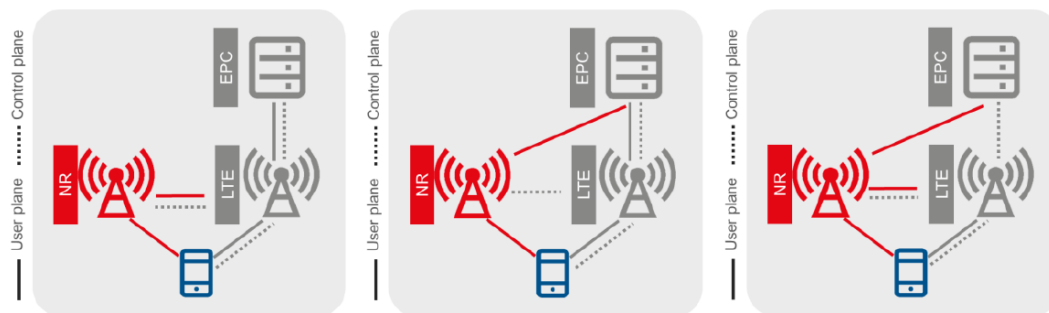 Control plane
User plane
EPC
NR
LTE
Control plane
User plane
EPC
NR
LTE
Control plane
User plane
EPC
NR
LTE